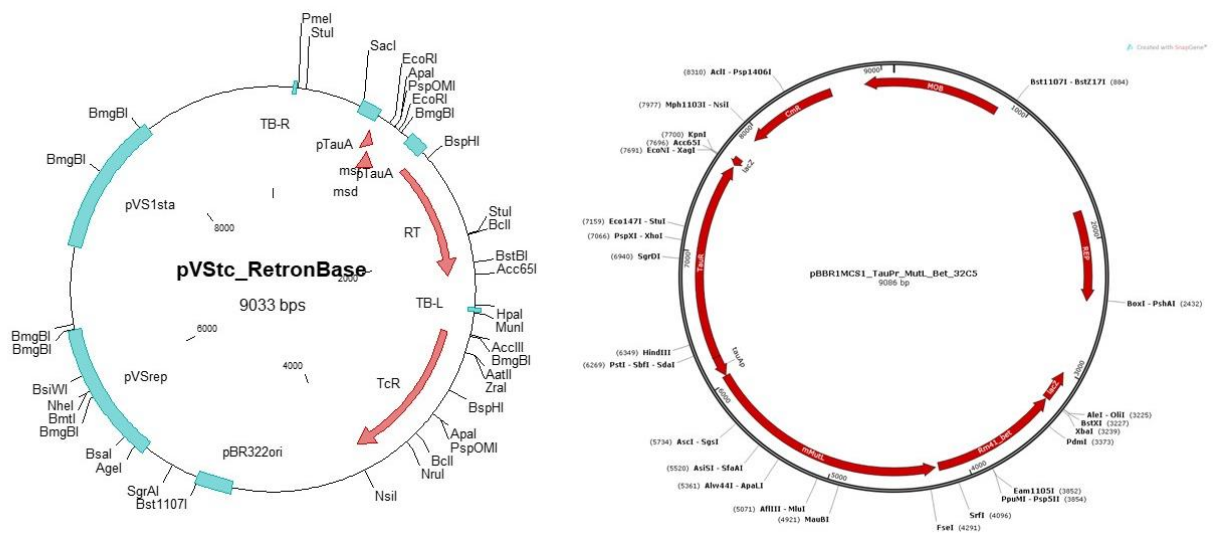 PmeI
StuI
SacI
EcoRI
ApaI
PspOMI
EcoRI
BmgBI
BspHI
TB-R
pTauA
msr
pTauA
msd
RT
StuI
BclI
BstBI
Acc65I
TB-L
HpaI
MunI
AccIII
BmgBI
AatII
ZraI
TcR
BspHI
ApaI
PspOMI
BclI
NruI
NsiI
BmgBI
BmgBI
pVS1sta
8000
pVStc_RetronBase
2000
9033 bps
6000
4000
BmgBI
BmgBI
pVSrep
BsiWI
NheI
BmtI
BmgBI
BsaI
AgeI
pBR322ori
SgrAI
Bst1107I
Created with SnapGene®
9000
(8310) AclI - Psp1406I
MOB
Bst1107I - BstZ17I (884)
1000
CmR
(7977) Mph1103I - NsiI
8000
(7700) KpnI
(7696) Acc65I
(7691) EcoNI - XagI
lacZ
(7159) Eco147I - StuI
(7066) PspXI - XhoI
7000
(6940) SgrDI
TauR
2000
REP
pBBR1MCS1_TauPr_MutL_Bet_32C5
9086 bp
BoxI - PshAI (2432)
(6349) HindIII
(6269) PstI - SbfI - SdaI
tauAp
6000
3000
lacZ
AleI - OliI (3225)
BstXI (3227)
XbaI (3239)
PdmI (3373)
(5734) AscI - SgsI
(5520) AsiSI - SfaAI
(5361) Alw44I - ApaLI
mMutL
Rm41_bet
4000
5000
(5071) AflIII - MluI
(4921) MauBI
Eam1105I (3852)
PpuMI - Psp5II (3854)
SrfI (4096)
FseI (4291)